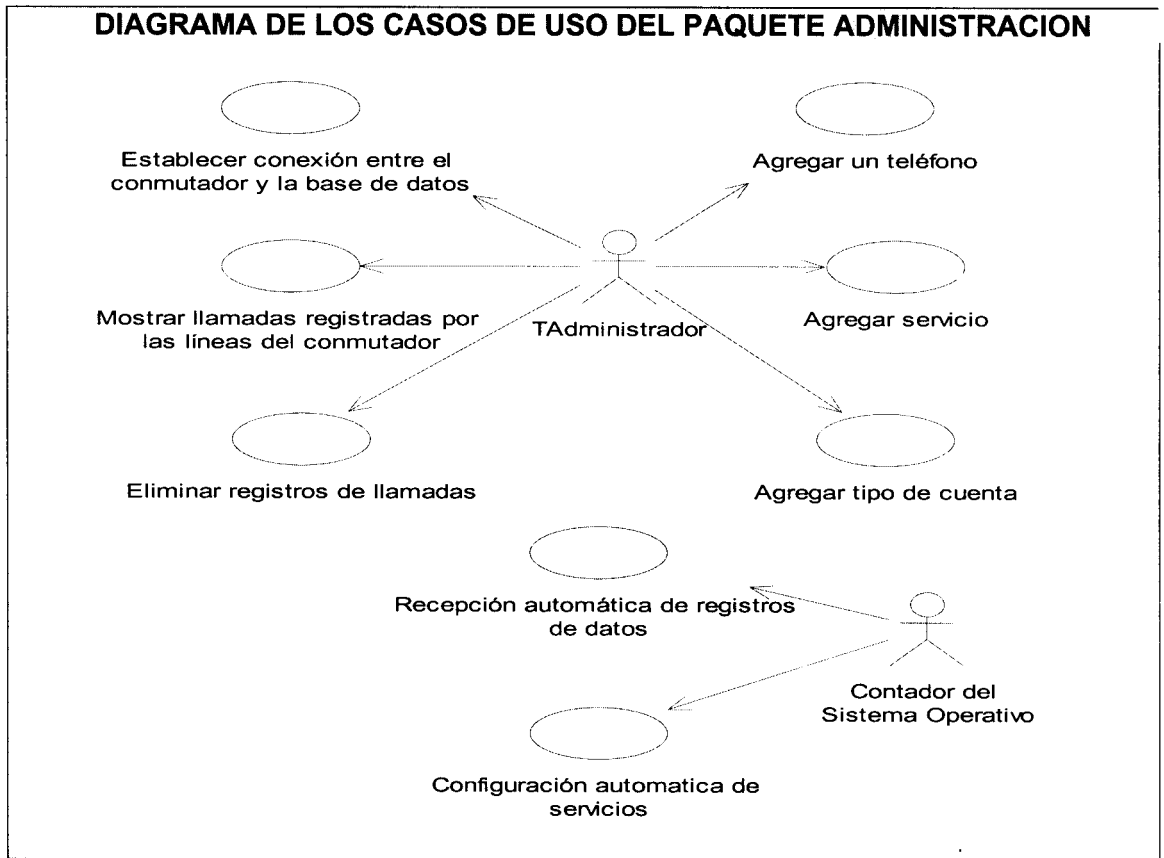 DIAGRAMA DE LOS CASOS DE USO DEL PAQUETE ADMINISTRACION
Establecer conexión entre el
conmutador y la base de datos
Agregar un teléfono
Mostrar llamadas registradas por
las líneas del conmutador
TAdministrador
Agregar servicio
Eliminar registros de llamadas
Agregar tipo de cuenta
Recepción automática de registros
de datos
Contador del
Sistema Operativo
Configuración automatica de
servicios